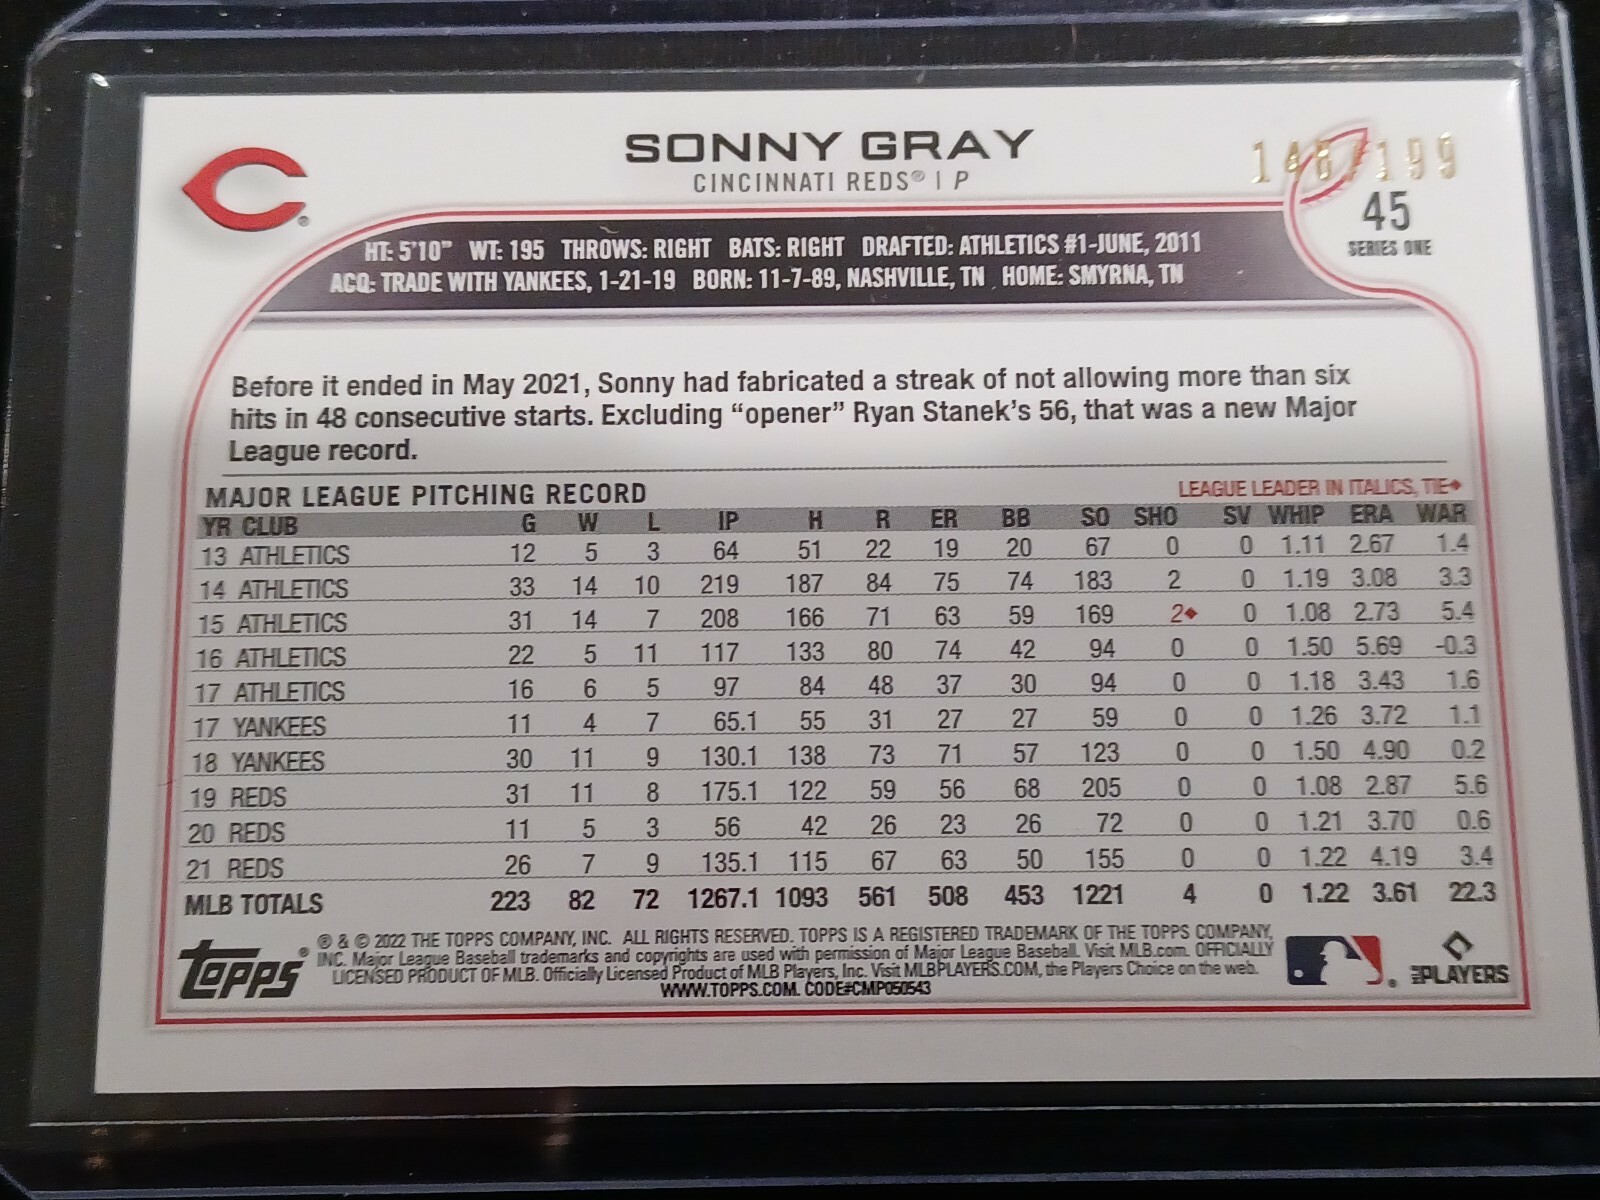 SONNY GRAY
CINCINNATI REDS® | P
148/199
45
SERIES ONE
HT: 5'10" WT: 195 THROWS: RIGHT BATS: RIGHT DRAFTED: ATHLETICS #1-JUNE, 2011
ACQ: TRADE WITH YANKEES, 1-21-19 BORN: 11-7-89, NASHVILLE, TN HOME: SMYRNA, TN
Before it ended in May 2021, Sonny had fabricated a streak of not allowing more than six
hits in 48 consecutive starts. Excluding “opener” Ryan Stanek's 56, that was a new Major
League record.
MAJOR LEAGUE PITCHING RECORD LEAGUE LEADER IN ITALICS, TIE♦
YR CLUB G W L IP H R ER BB SO SHO SV WHIP ERA WAR
13 ATHLETICS 12 5 3 64 51 22 19 20 67 0 0 1.11 2.67 1.4
14 ATHLETICS 33 14 10 219 187 84 75 74 183 2 0 1.19 3.08 3.3
15 ATHLETICS 31 14 7 208 166 71 63 59 169 2♦ 0 1.08 2.73 5.4
16 ATHLETICS 22 5 11 117 133 80 74 42 94 0 0 1.50 5.69 -0.3
17 ATHLETICS 16 6 5 97 84 48 37 30 94 0 0 1.18 3.43 1.6
17 YANKEES 11 4 7 65.1 55 31 27 27 59 0 0 1.26 3.72 1.1
18 YANKEES 30 11 9 130.1 138 73 71 57 123 0 0 1.50 4.90 0.2
19 REDS 31 11 8 175.1 122 59 56 68 205 0 0 1.08 2.87 5.6
20 REDS 11 5 3 56 42 26 23 26 72 0 0 1.21 3.70 0.6
21 REDS 26 7 9 135.1 115 67 63 50 155 0 0 1.22 4.19 3.4
MLB TOTALS 223 82 72 1267.1 1093 561 508 453 1221 4 0 1.22 3.61 22.3
topps®
® & © 2022 THE TOPPS COMPANY, INC. ALL RIGHTS RESERVED. TOPPS IS A REGISTERED TRADEMARK OF THE TOPPS COMPANY,
INC. Major League Baseball trademarks and copyrights are used with permission of Major League Baseball. Visit MLB.com. OFFICIALLY
LICENSED PRODUCT OF MLB. Officially Licensed Product of MLB Players, Inc. Visit MLBPLAYERS.COM, the Players Choice on the web.
WWW.TOPPS.COM. CODE#CMP050543
MLB PLAYERS